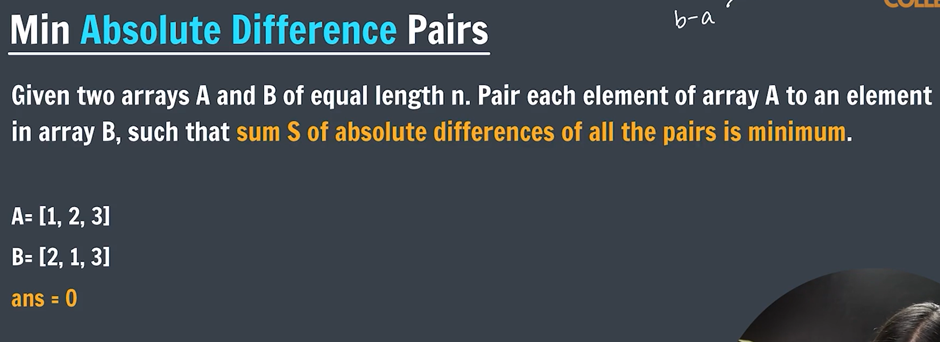 Min Absolute Difference Pairs
b-a
Given two arrays A and B of equal length n. Pair each element of array A to an element
in array B, such that sum S of absolute differences of all the pairs is minimum.
A= [1, 2, 3]
B= [2, 1, 3]
ans = 0